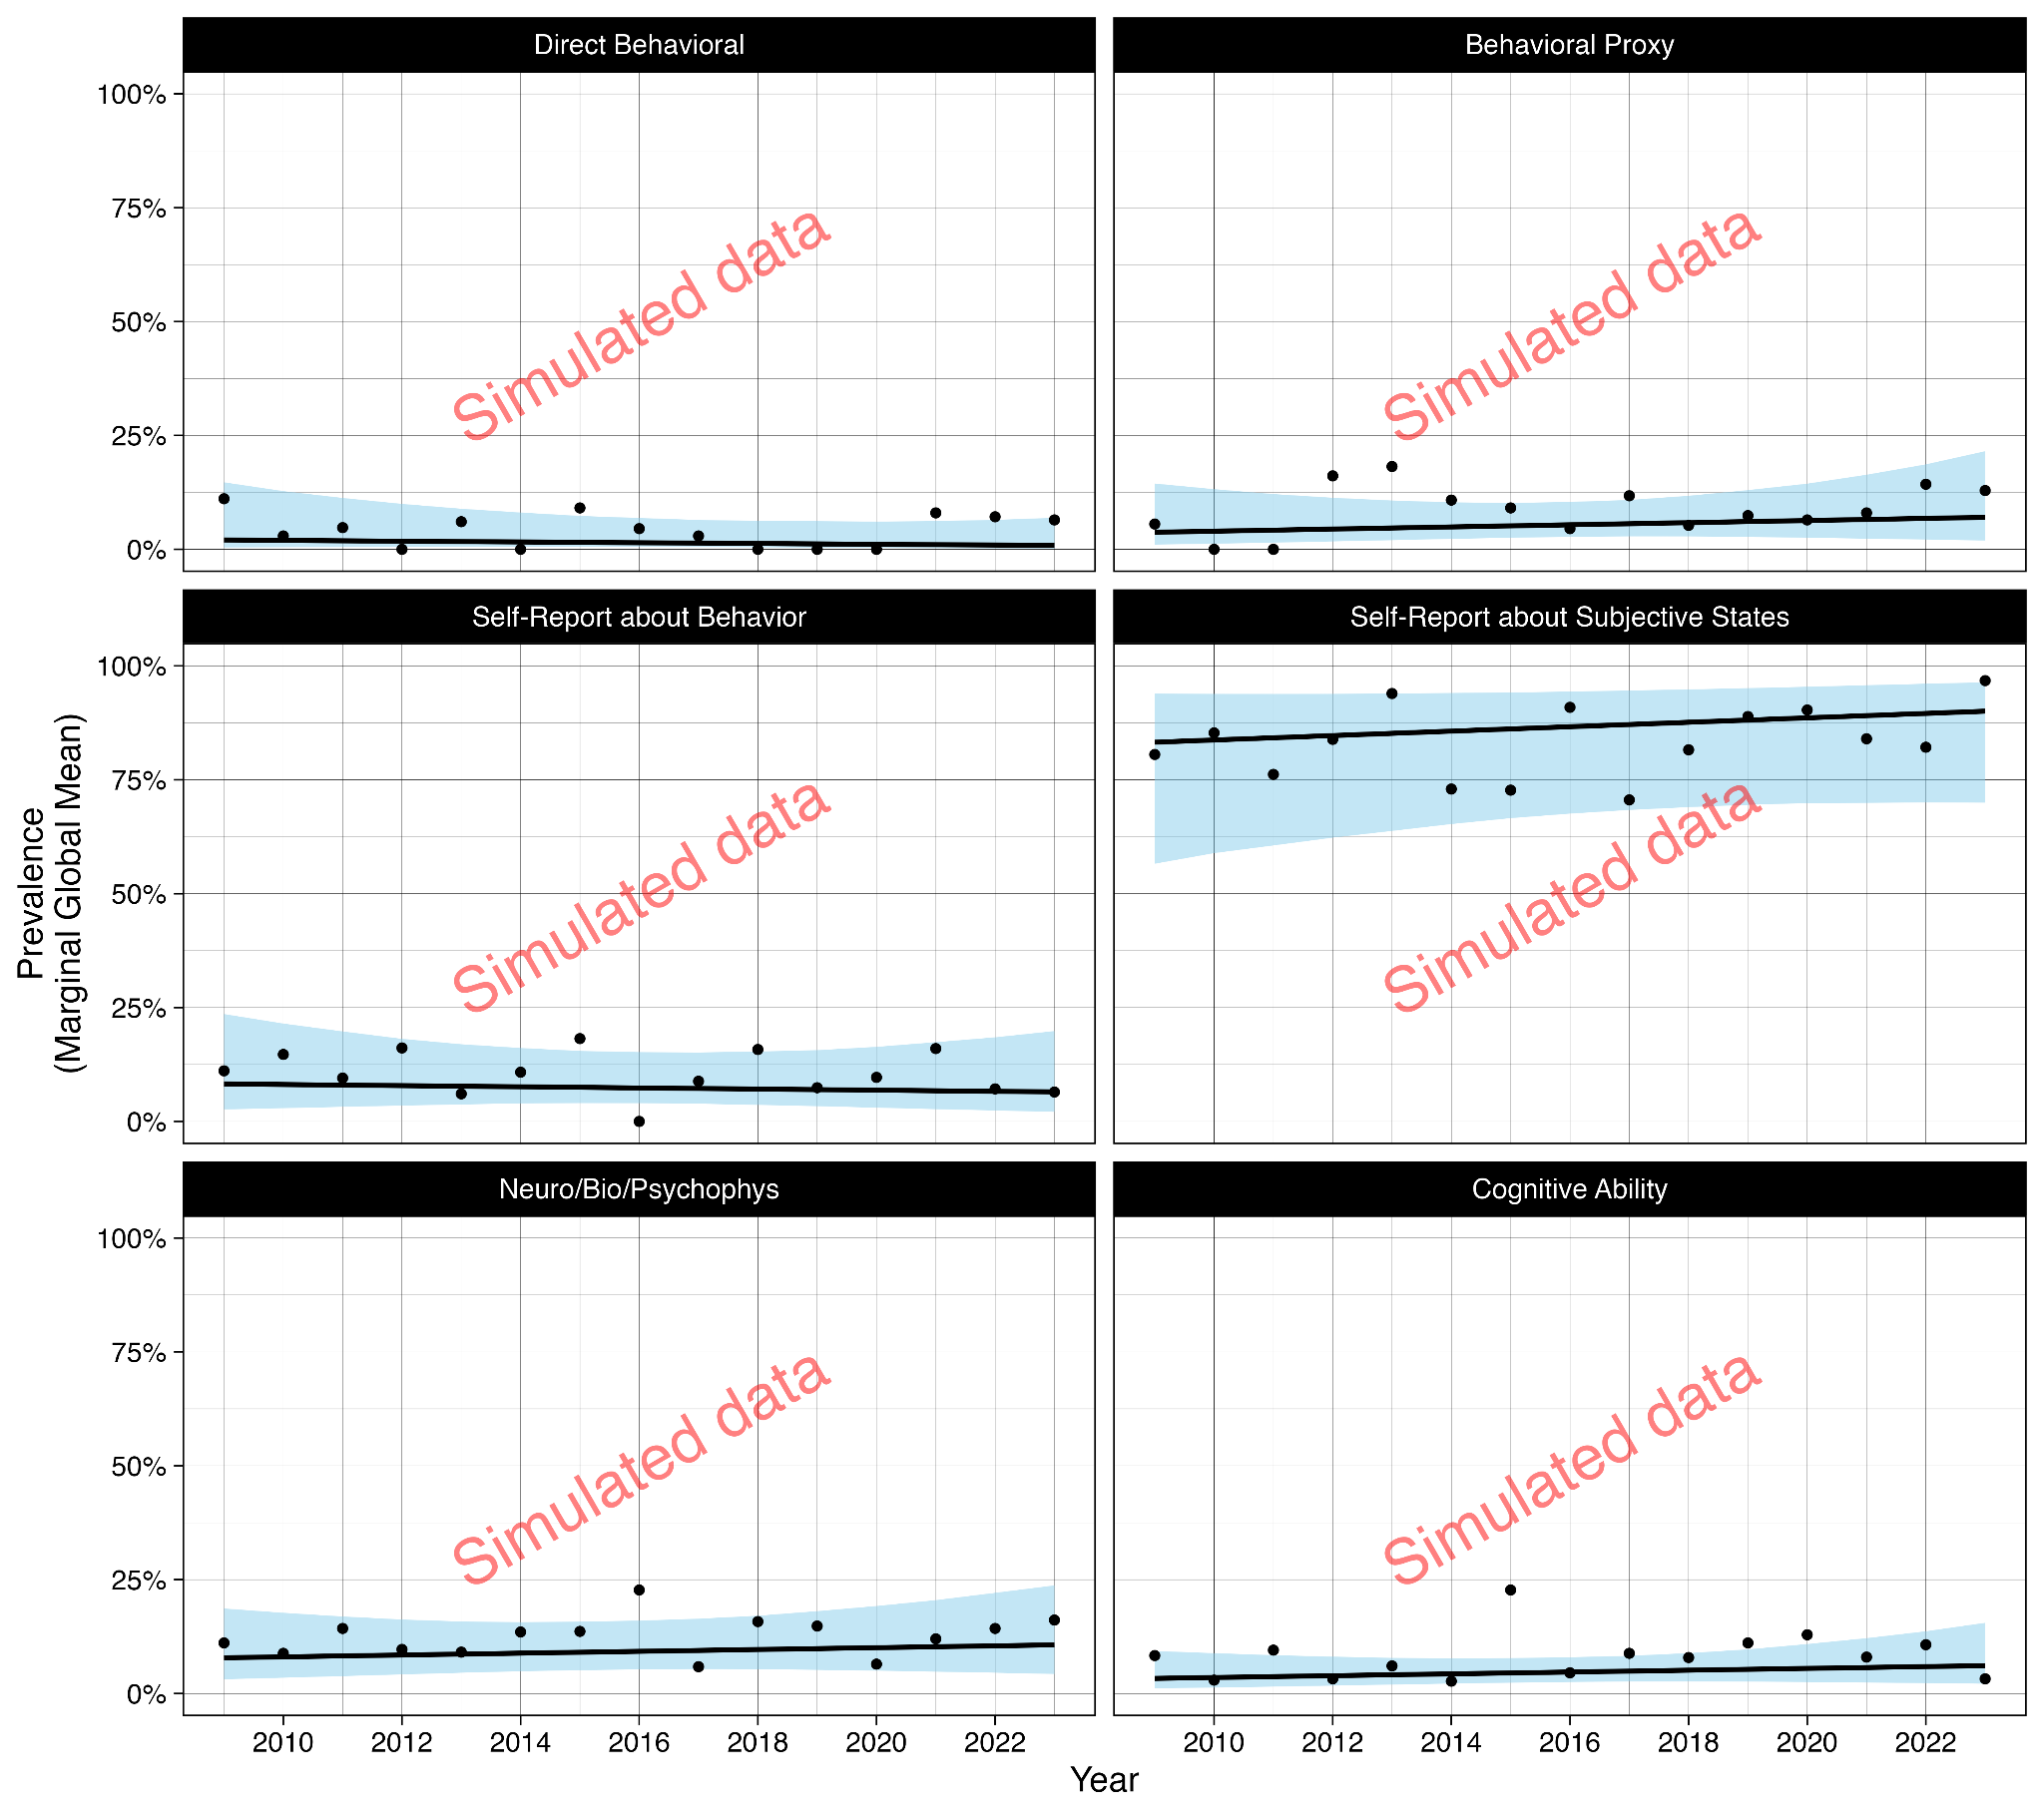 Direct Behavioral
Behavioral Proxy
100%
75%
50%
25%
0%
Simulated data
Simulated data
Self-Report about Behavior
Self-Report about Subjective States
100%
75%
50%
25%
0%
Simulated data
Simulated data
Prevalence
(Marginal Global Mean)
Neuro/Bio/Psychophys
Cognitive Ability
100%
75%
50%
25%
0%
Simulated data
Simulated data
2010 2012 2014 2016 2018 2020 2022
2010 2012 2014 2016 2018 2020 2022
Year